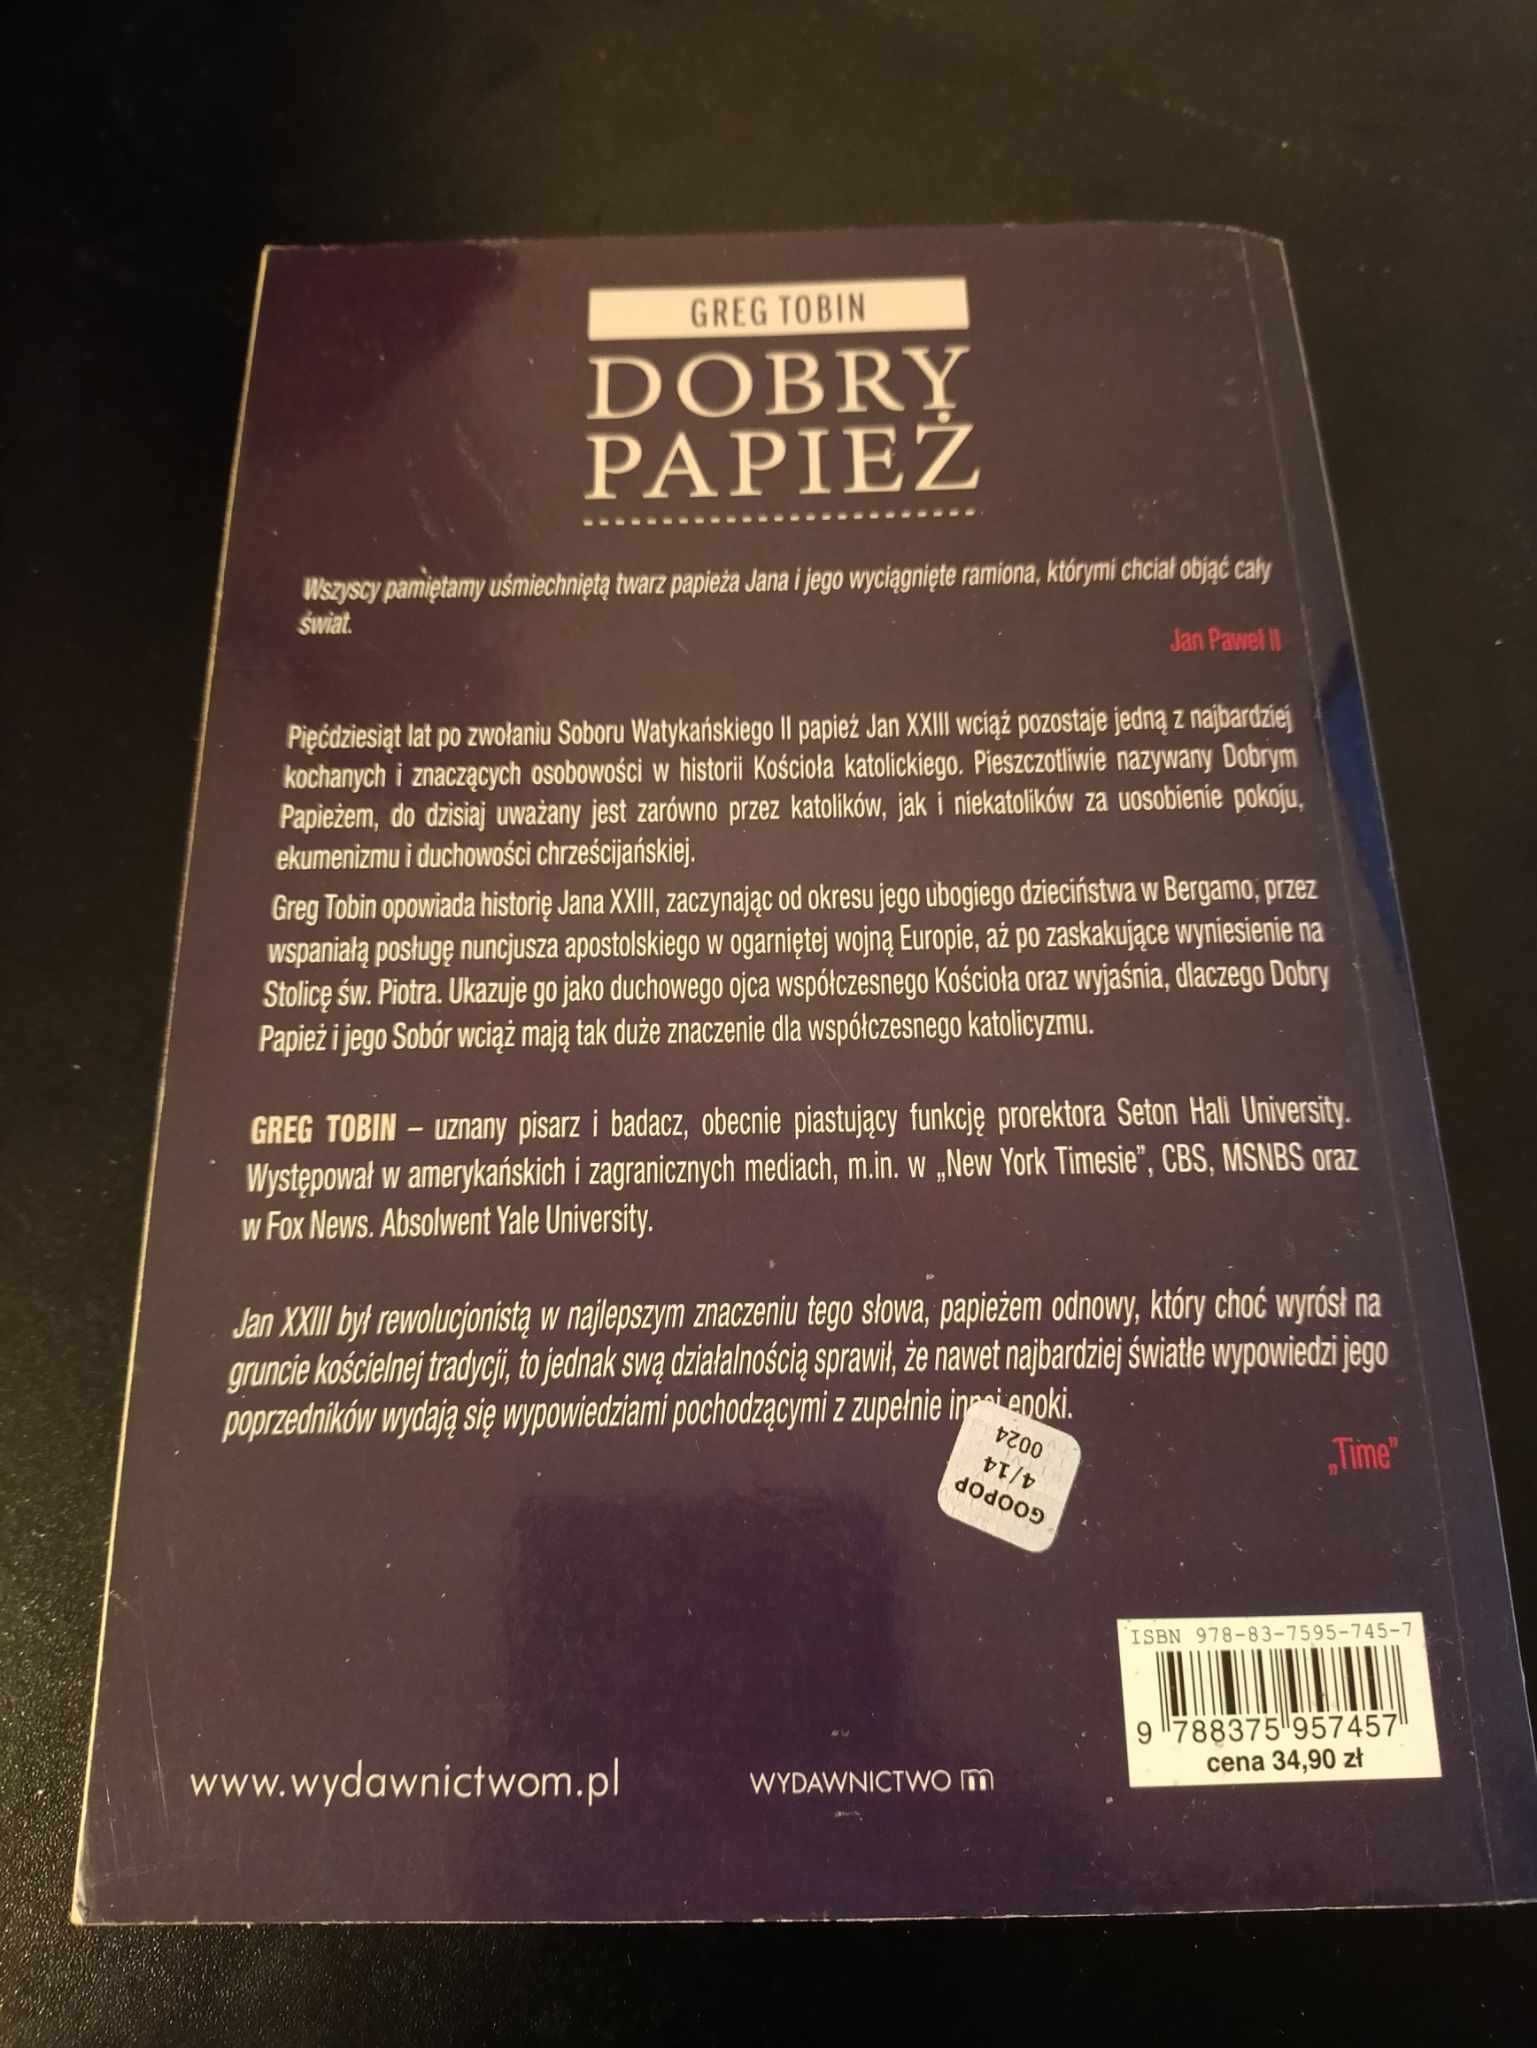 GREG TOBIN
DOBRY
PAPIEŻ
Wszyscy pamiętamy uśmiechniętą twarz papieża Jana i jego wyciągnięte ramiona, którymi chciał objąć cały
świat.
Jan Paweł II
Pięćdziesiąt lat po zwołaniu Soboru Watykańskiego II papież Jan XXIII wciąż pozostaje jedną z najbardziej
kochanych i znaczących osobowości w historii Kościoła katolickiego. Pieszczotliwie nazywany Dobrym
Papieżem, do dzisiaj uważany jest zarówno przez katolików, jak i niekatolików za uosobienie pokoju,
ekumenizmu i duchowości chrześcijańskiej.
Greg Tobin opowiada historię Jana XXIII, zaczynając od okresu jego ubogiego dzieciństwa w Bergamo, przez
wspaniałą posługę nuncjusza apostolskiego w ogarniętej wojną Europie, aż po zaskakujące wyniesienie na
Stolicę św. Piotra. Ukazuje go jako duchowego ojca współczesnego Kościoła oraz wyjaśnia, dlaczego Dobry
Papież i jego Sobór wciąż mają tak duże znaczenie dla współczesnego katolicyzmu.
GREG TOBIN – uznany pisarz i badacz, obecnie piastujący funkcję prorektora Seton Hall University.
Występował w amerykańskich i zagranicznych mediach, m.in. w „New York Timesie”, CBS, MSNBS oraz
w Fox News. Absolwent Yale University.
Jan XXIII był rewolucjonistą w najlepszym znaczeniu tego słowa, papieżem odnowy, który choć wyrósł na
gruncie kościelnej tradycji, to jednak swą działalnością sprawił, że nawet najbardziej światłe wypowiedzi jego
poprzedników wydają się wypowiedziami pochodzącymi z zupełnie innej epoki.
„Time”
GOOPOP
4/14
0024
ISBN 978-83-7595-745-7
9 788375 957457
cena 34,90 zł
www.wydawnictwom.pl
WYDAWNICTWO m